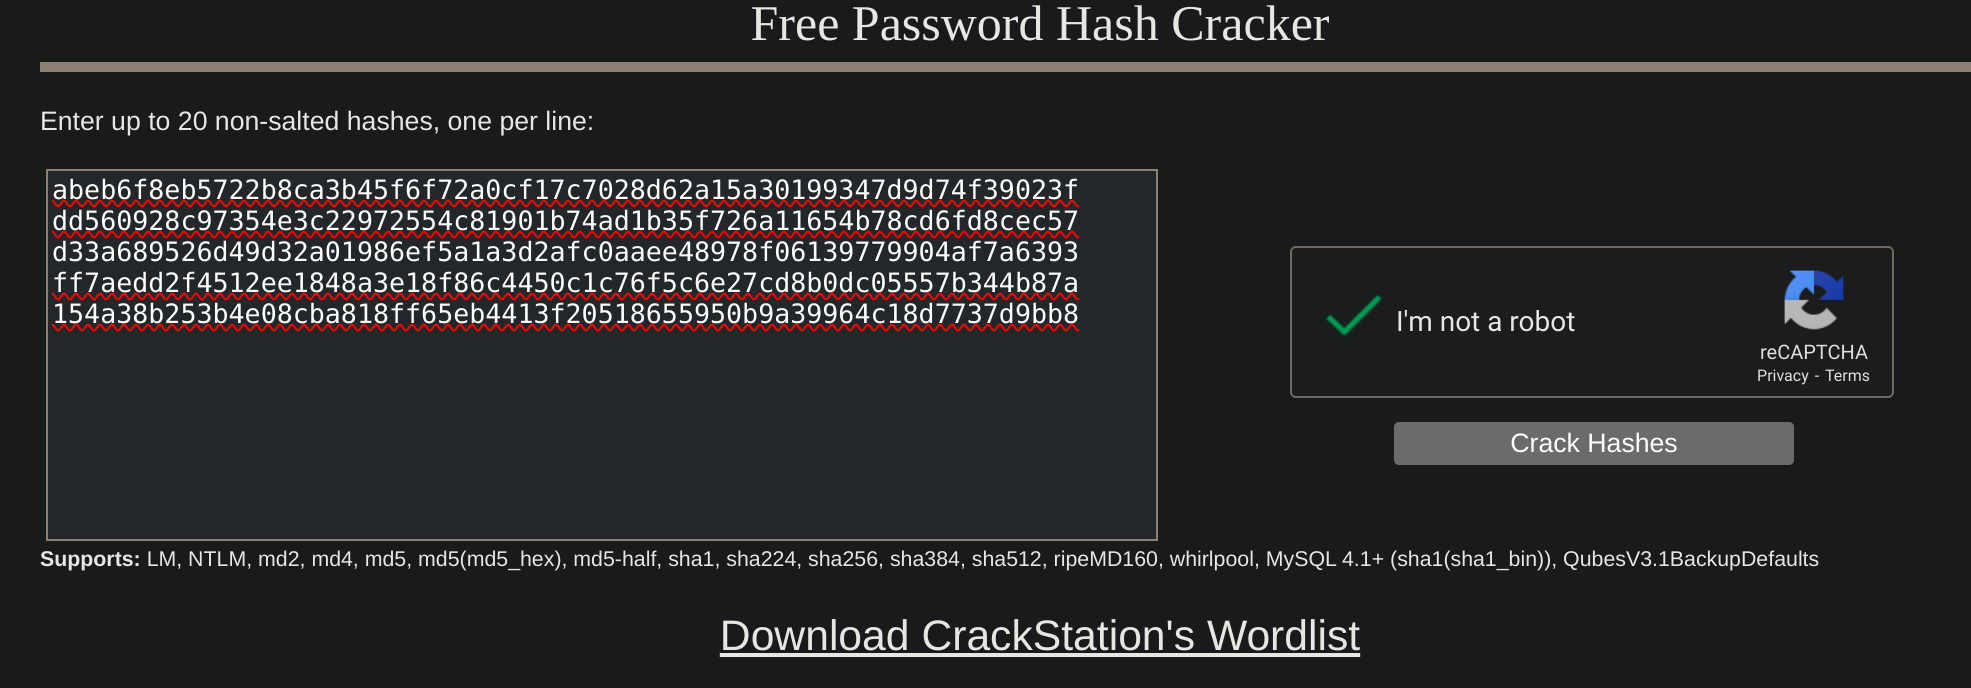 Free Password Hash Cracker
Enter up to 20 non-salted hashes, one per line:
abeb6f8eb5722b8ca3b45f6f72a0cf17c7028d62a15a30199347d9d74f39023f
dd560928c97354e3c22972554c81901b74ad1b35f726a11654b78cd6fd8cec57
d33a689526d49d32a01986ef5a1a3d2afc0aaee48978f06139779904af7a6393
ff7aedd2f4512ee1848a3e18f86c4450c1c76f5c6e27cd8b0dc05557b344b87a
154a38b253b4e08cba818ff65eb4413f20518655950b9a39964c18d7737d9bb8
I'm not a robot
reCAPTCHA
Privacy - Terms
Crack Hashes
Supports: LM, NTLM, md2, md4, md5, md5(md5_hex), md5-half, sha1, sha224, sha256, sha384, sha512, ripeMD160, whirlpool, MySQL 4.1+ (sha1(sha1_bin)), QubesV3.1BackupDefaults
Download CrackStation's Wordlist